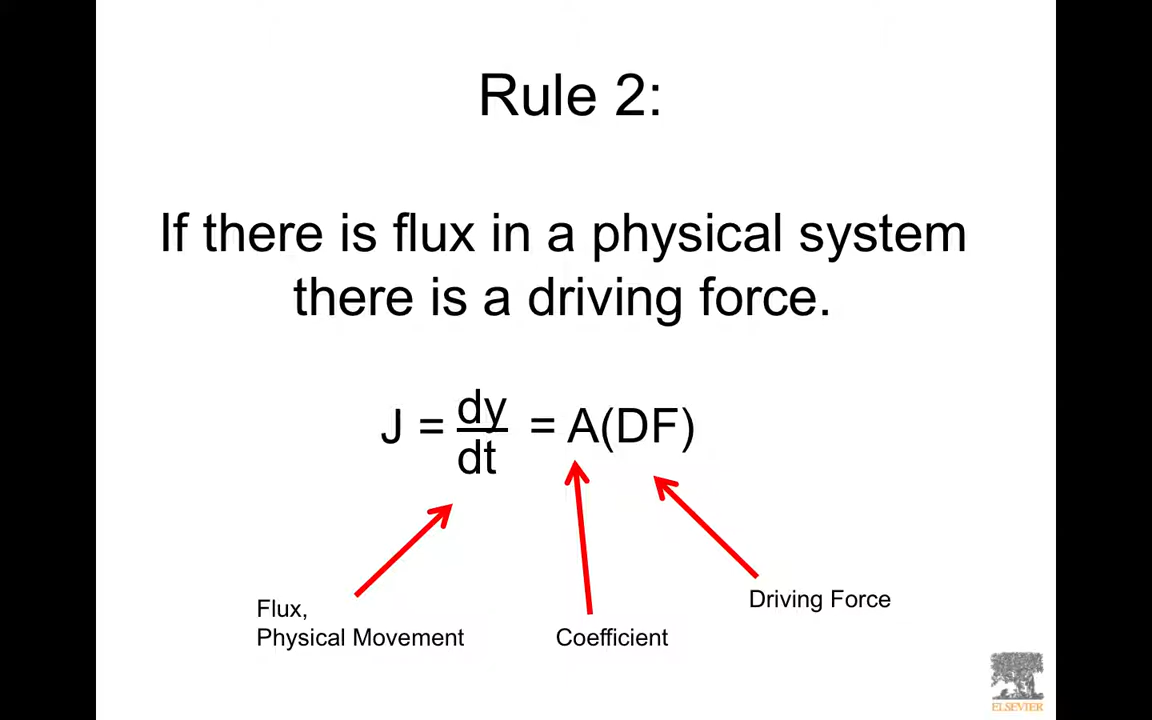 Rule 2:
If there is flux in a physical system
there is a driving force.
J = dy/dt = A(DF)
Flux,
Physical Movement
Coefficient
Driving Force
ELSEVIER